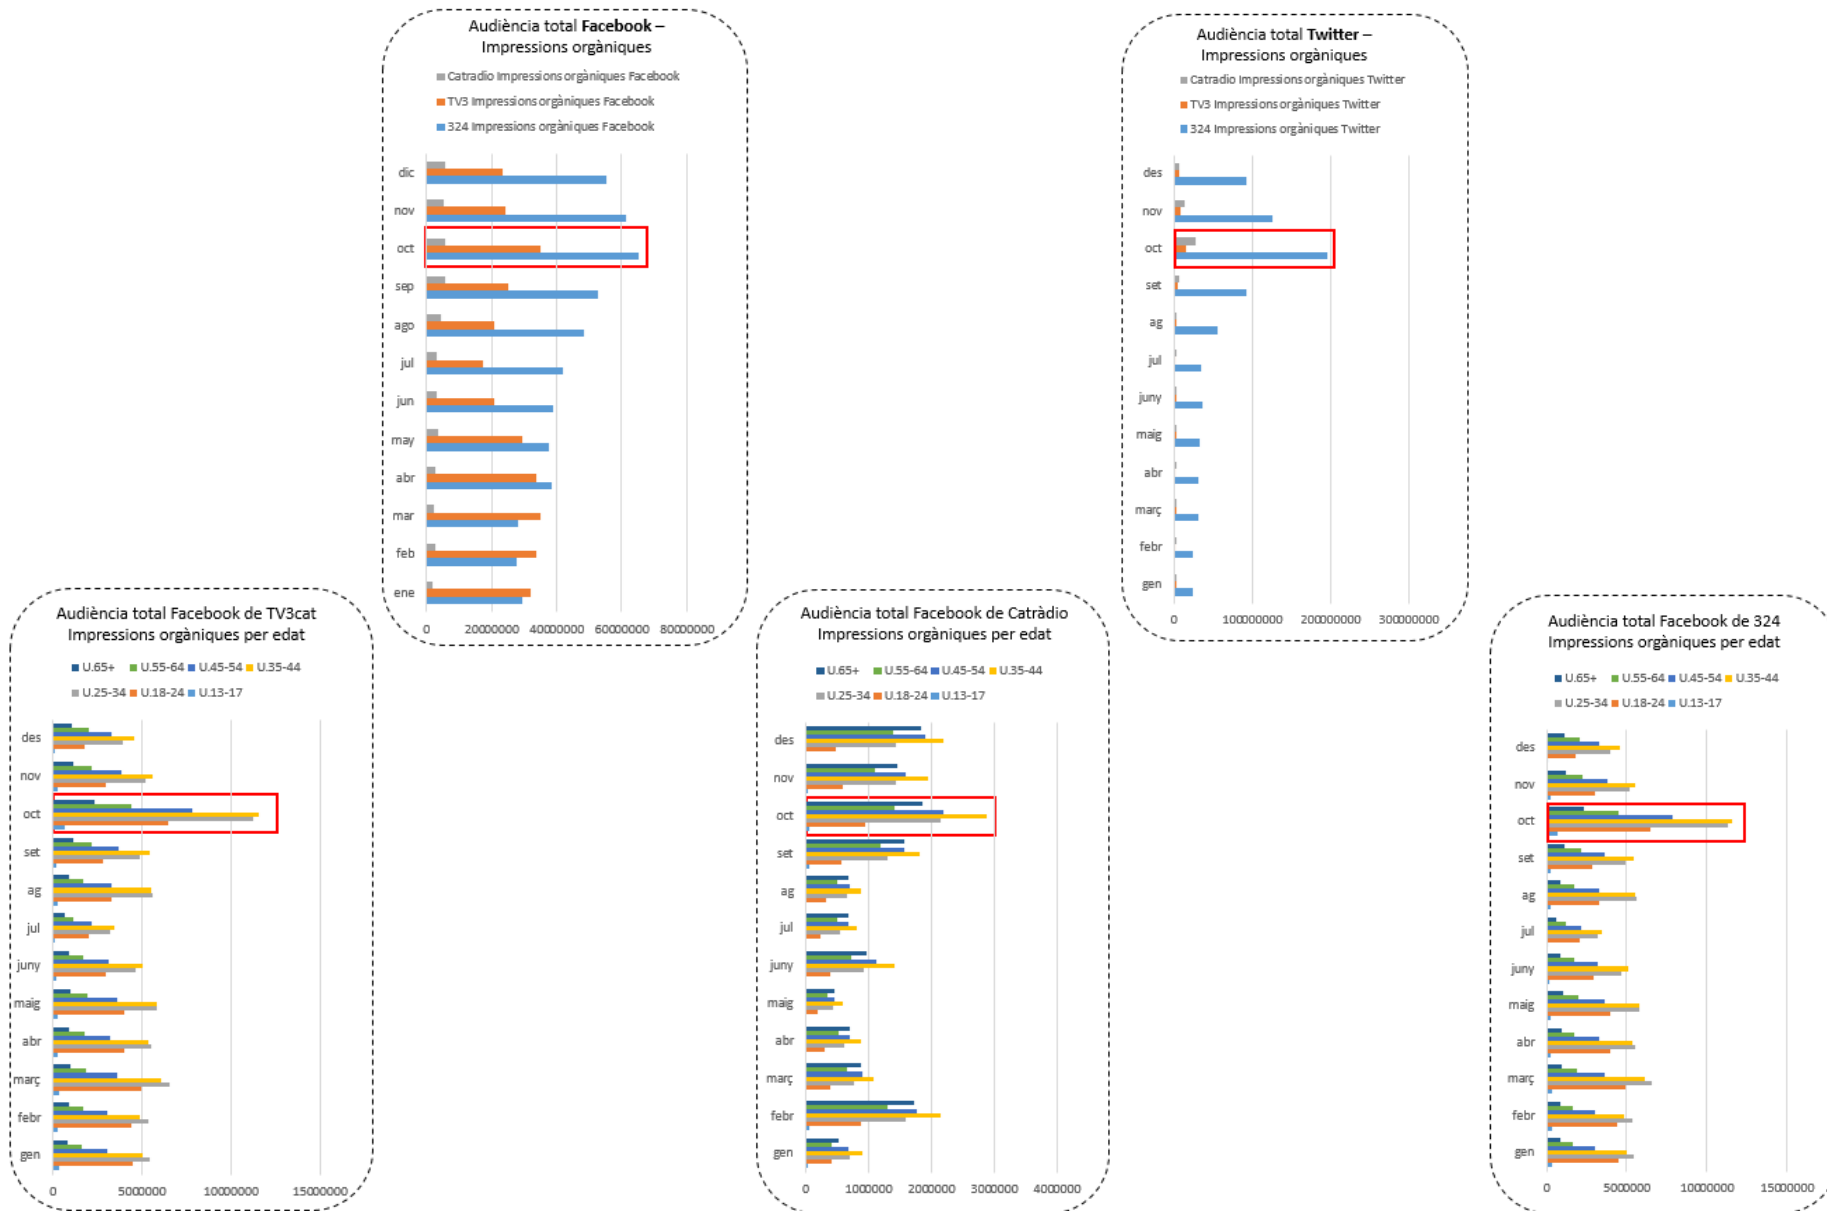 Audiència total Facebook –
Impressions orgàniques
Catradio Impressions orgàniques Facebook
TV3 Impressions orgàniques Facebook
324 Impressions orgàniques Facebook
dic
nov
oct
sep
ago
jul
jun
may
abr
mar
feb
ene
0 20000000 40000000 60000000 80000000
Audiència total Twitter –
Impressions orgàniques
Catradio Impressions orgàniques Twitter
TV3 Impressions orgàniques Twitter
324 Impressions orgàniques Twitter
des
nov
oct
set
ag
jul
juny
maig
abr
març
febr
gen
0 100000000 200000000 300000000
Audiència total Facebook de TV3cat
Impressions orgàniques per edat
U.65+ U.55-64 U.45-54 U.35-44
U.25-34 U.18-24 U.13-17
des
nov
oct
set
ag
jul
juny
maig
abr
març
febr
gen
0 5000000 10000000 15000000
Audiència total Facebook de Catràdio
Impressions orgàniques per edat
U.65+ U.55-64 U.45-54 U.35-44
U.25-34 U.18-24 U.13-17
des
nov
oct
set
ag
jul
juny
maig
abr
març
febr
gen
0 1000000 2000000 3000000 4000000
Audiència total Facebook de 324
Impressions orgàniques per edat
U.65+ U.55-64 U.45-54 U.35-44
U.25-34 U.18-24 U.13-17
des
nov
oct
set
ag
jul
juny
maig
abr
març
febr
gen
0 5000000 10000000 15000000